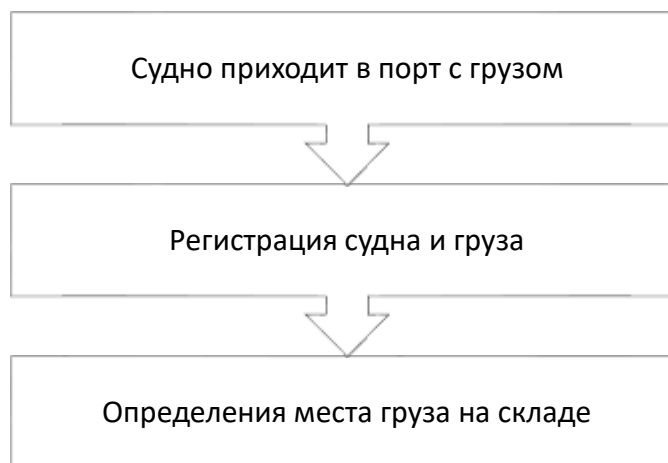 Судно приходит в порт с грузом
Регистрация судна и груза
Определения места груза на складе